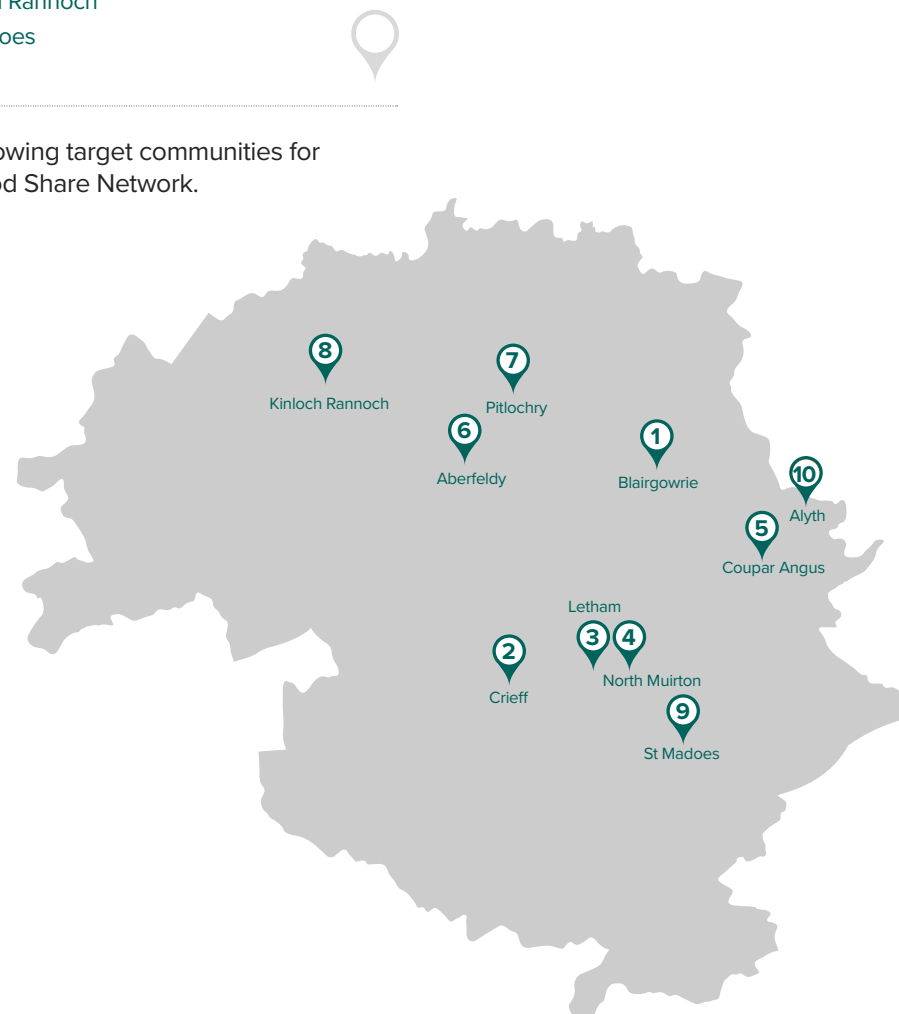 Rannoch
oes
owing target communities for
od Share Network.
8
Kinloch Rannoch
7
Pitlochry
6
Aberfeldy
1
Blairgowrie
10
Alyth
5
Coupar Angus
Letham
3
4
North Muirton
2
Crieff
9
St Madoes